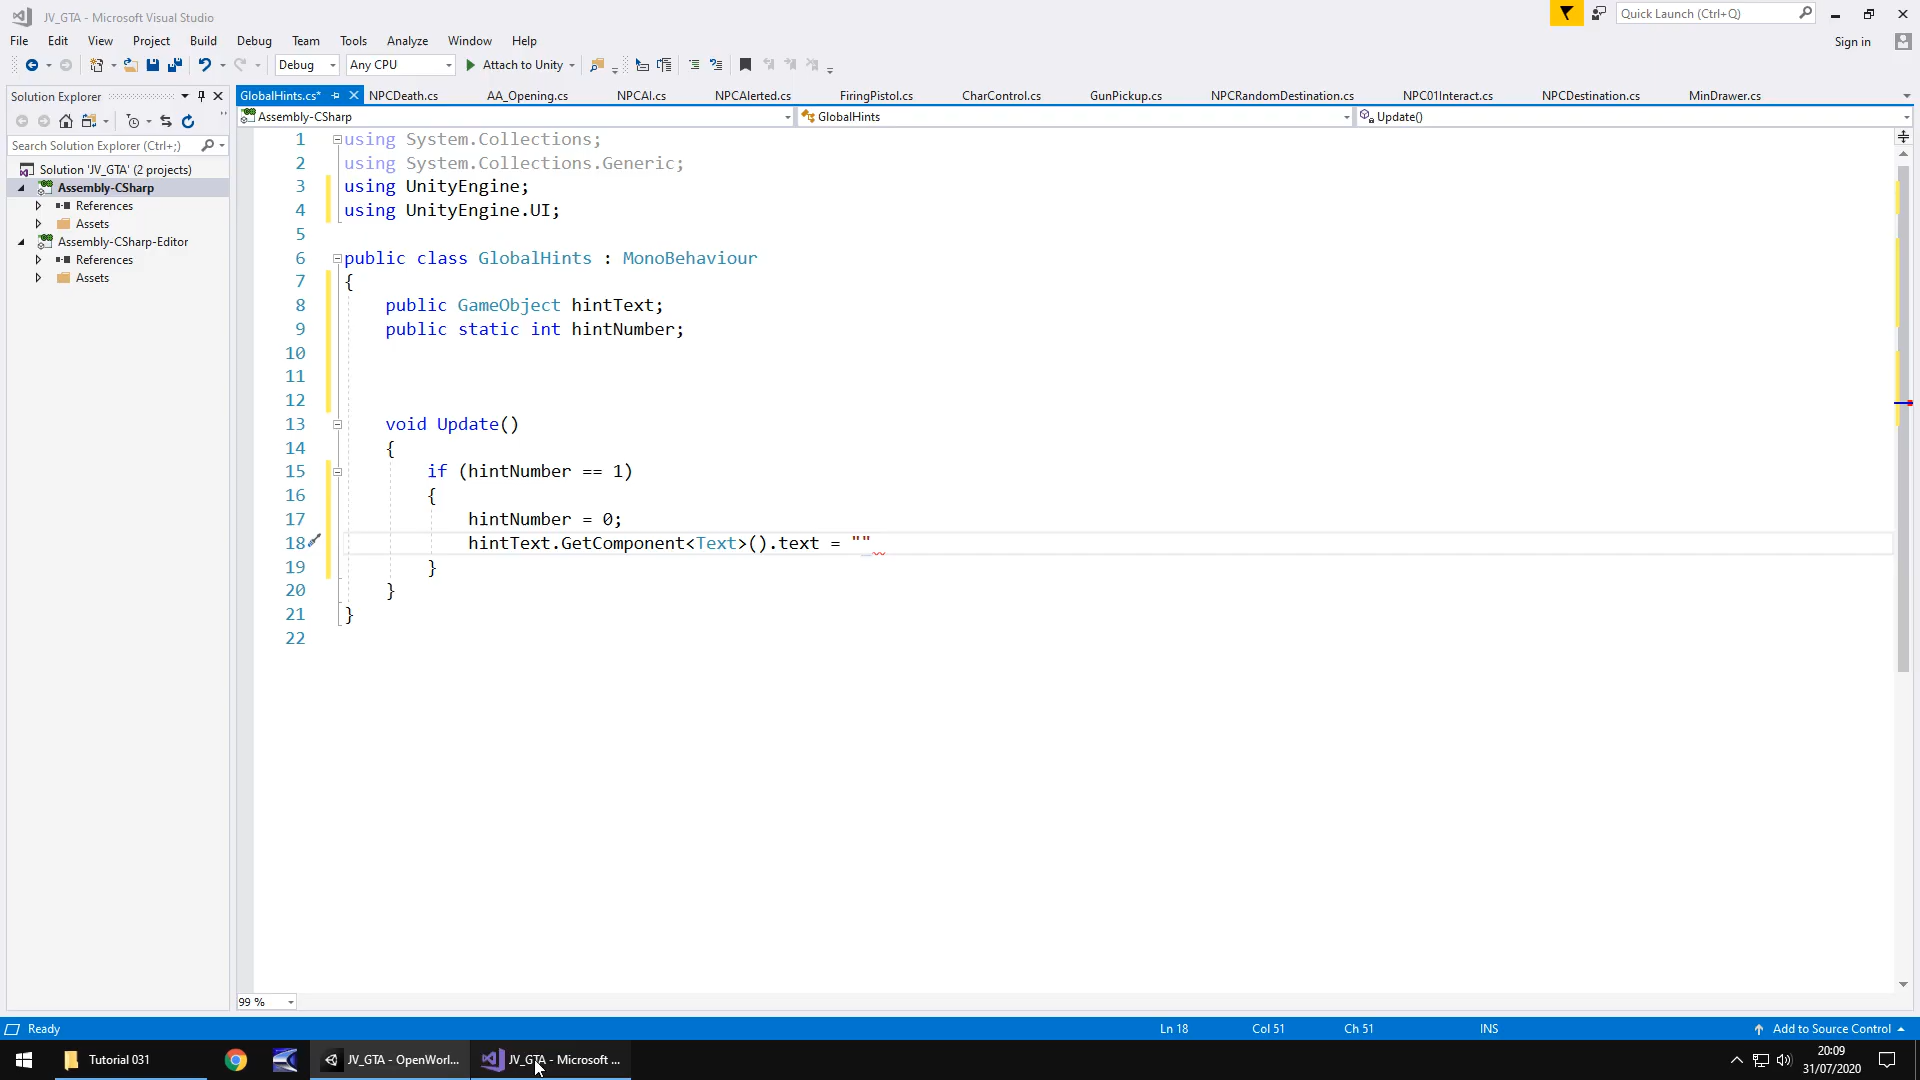 JV_GTA - Microsoft Visual Studio
Quick Launch (Ctrl+Q)
File Edit View Project Build Debug Team Tools Analyze Window Help
Sign in
Debug Any CPU Attach to Unity
Solution Explorer
GlobalHints.cs* NPCDeath.cs AA_Opening.cs NPCAI.cs NPCAlerted.cs FiringPistol.cs CharControl.cs GunPickup.cs NPCRandomDestination.cs NPC01Interact.cs NPCDestination.cs MinDrawer.cs
Assembly-CSharp GlobalHints Update()
Search Solution Explorer (Ctrl+;)
Solution 'JV_GTA' (2 projects)
Assembly-CSharp
References
Assets
Assembly-CSharp-Editor
References
Assets
1 using System.Collections;
2 using System.Collections.Generic;
3 using UnityEngine;
4 using UnityEngine.UI;
5
6 public class GlobalHints : MonoBehaviour
7 {
8 public GameObject hintText;
9 public static int hintNumber;
10
11
12
13 void Update()
14 {
15 if (hintNumber == 1)
16 {
17 hintNumber = 0;
18 hintText.GetComponent<Text>().text = ""
19 }
20 }
21 }
22
99 %
Ready Ln 18 Col 51 Ch 51 INS Add to Source Control
Tutorial 031 JV_GTA - OpenWorl... JV_GTA - Microsoft ...
20:09
31/07/2020